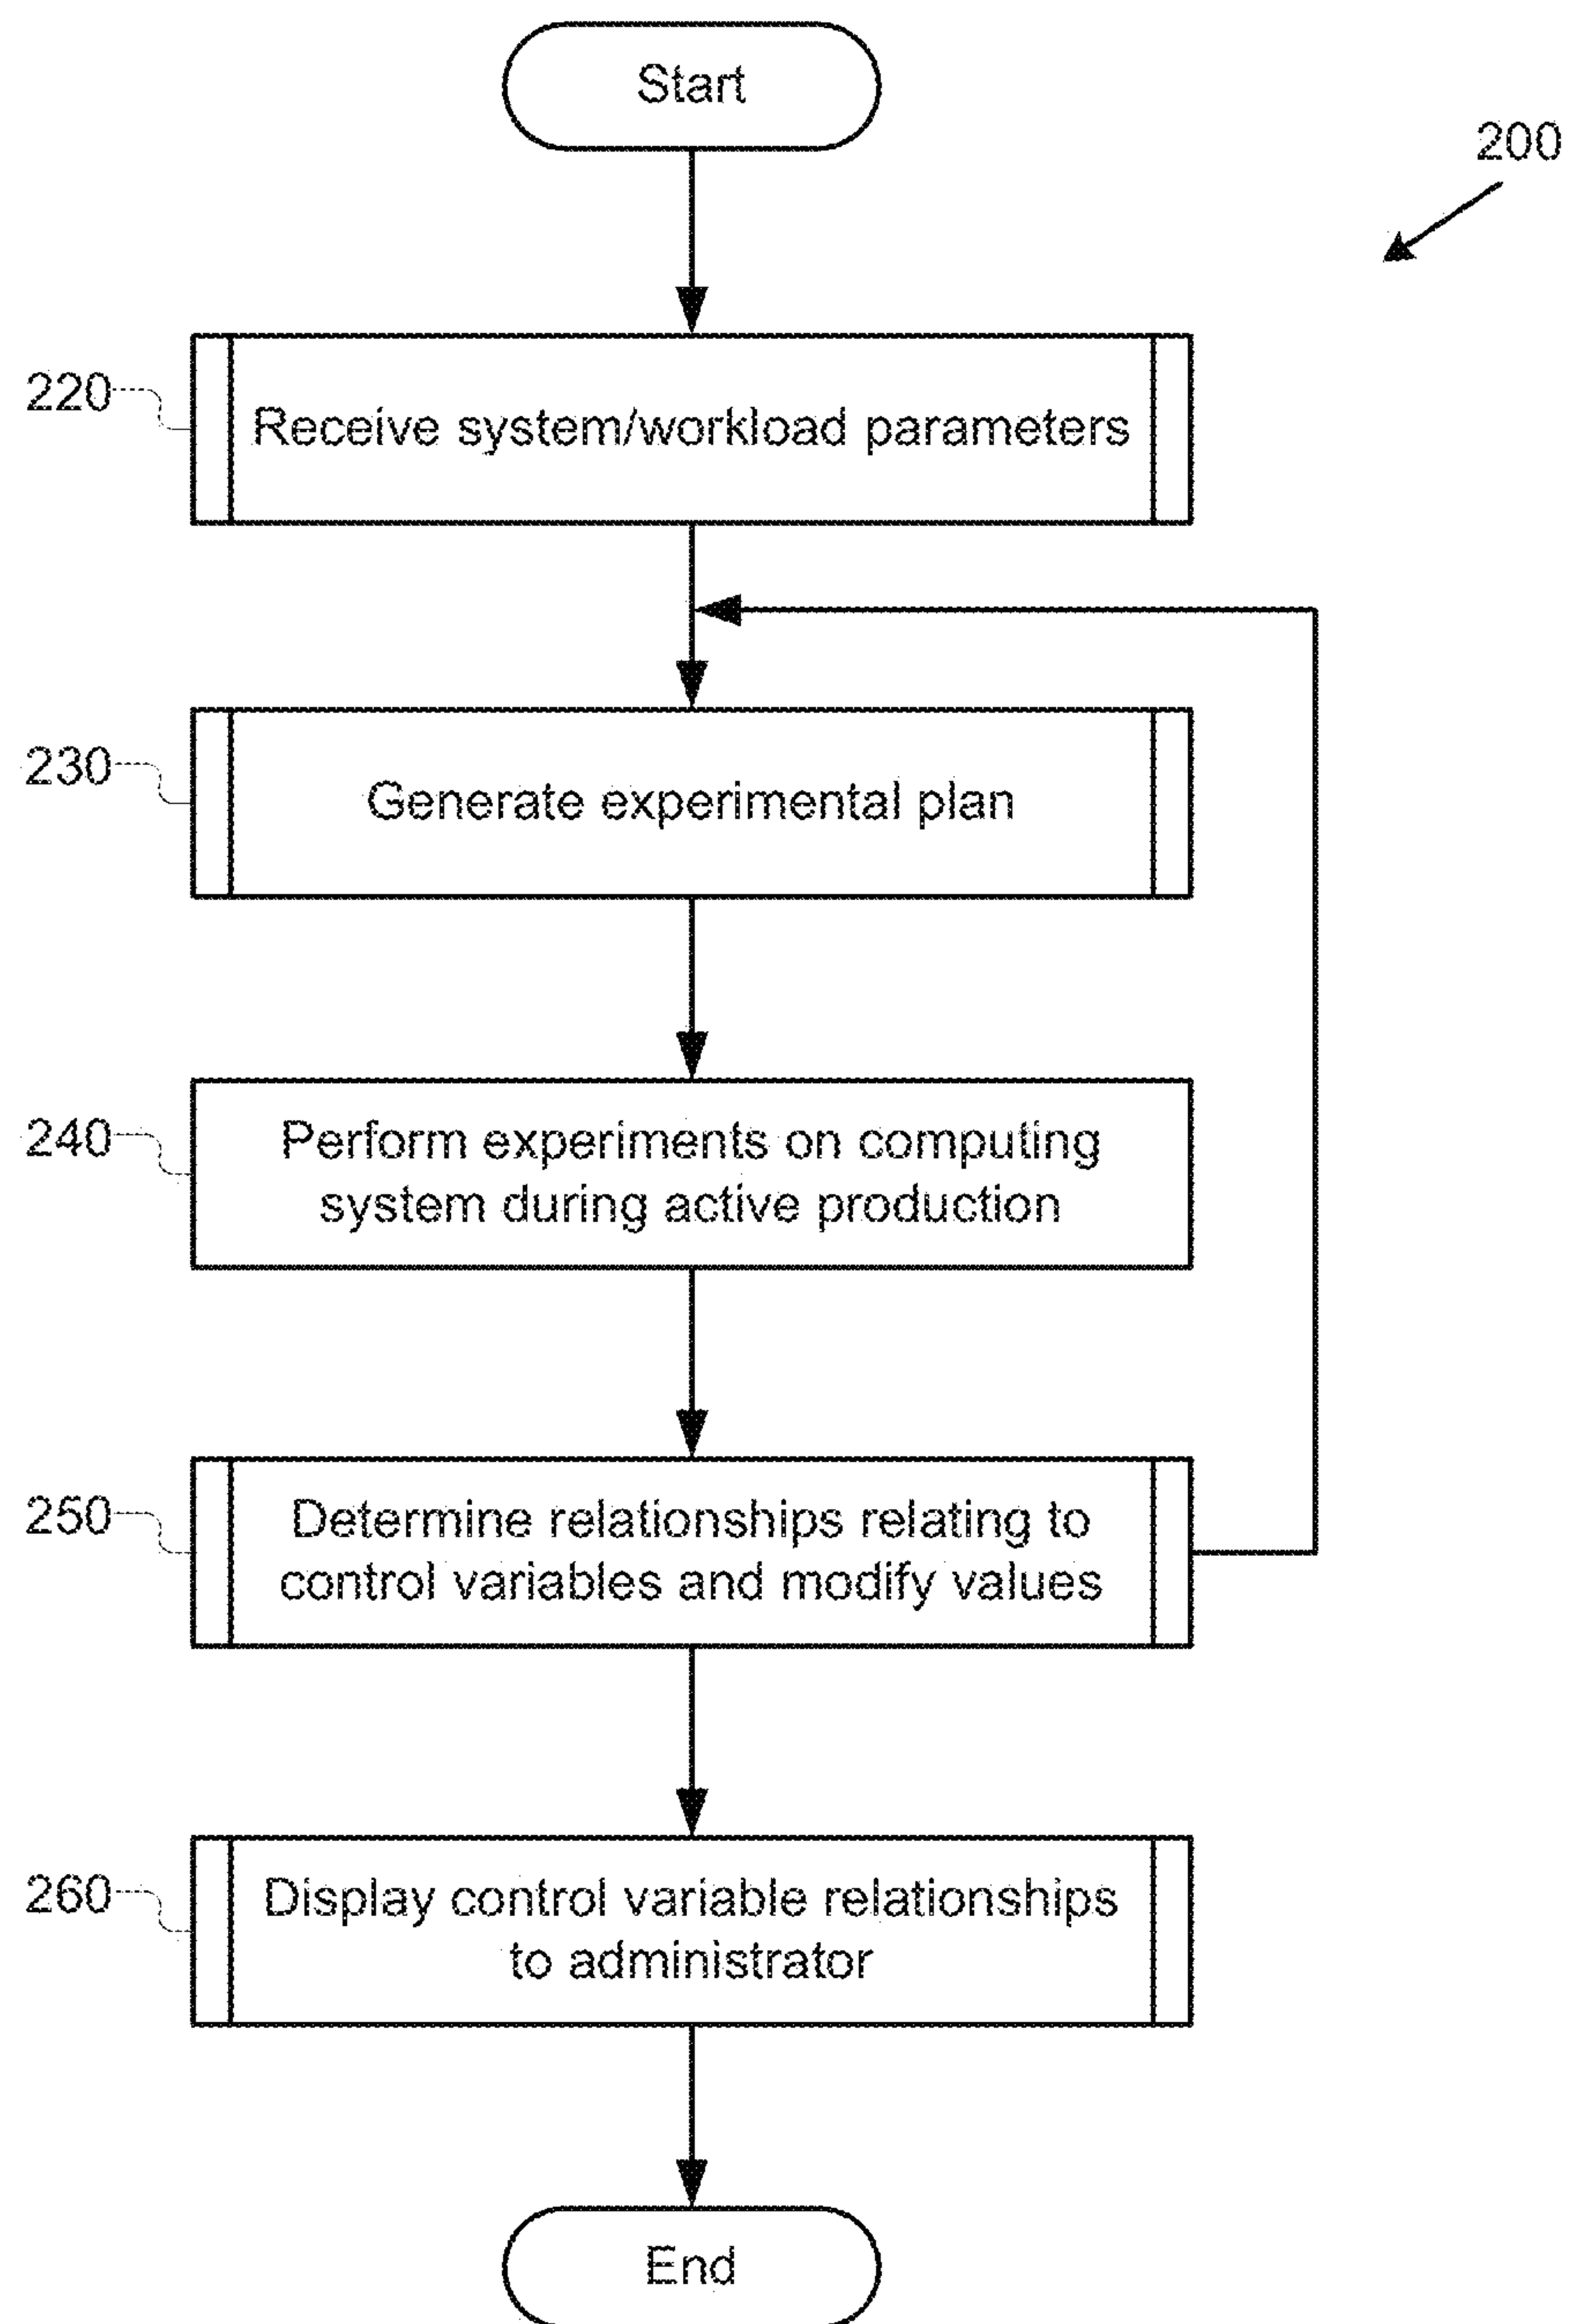 Start
200
220
Receive system/workload parameters
230
Generate experimental plan
240
Perform experiments on computing
system during active production
250
Determine relationships relating to
control variables and modify values
260
Display control variable relationships
to administrator
End